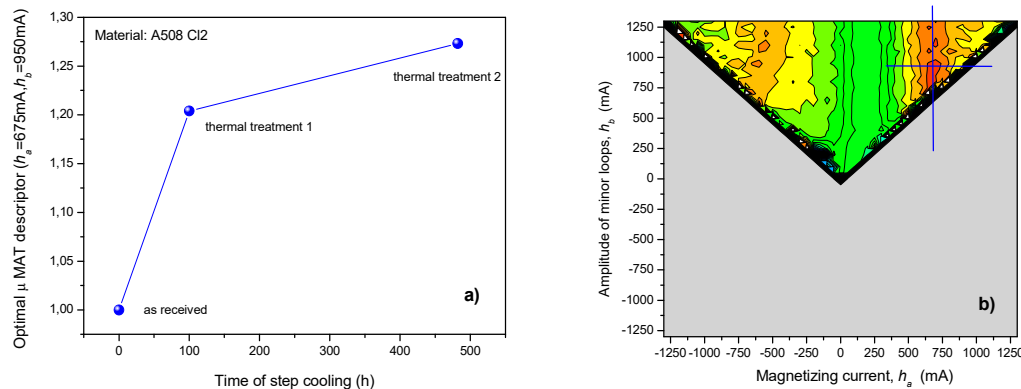 Optimal μ MAT descriptor (hₐ=675mA,h_b=950mA)
1,30
1,25
1,20
1,15
1,10
1,05
1,00
Material: A508 Cl2
thermal treatment 2
thermal treatment 1
as received
a)
0 100 200 300 400 500
Time of step cooling (h)
Amplitude of minor loops, h_b (mA)
1250
1000
750
500
250
0
-250
-500
-750
-1000
-1250
b)
-1250 -1000 -750 -500 -250 0 250 500 750 1000 1250
Magnetizing current, hₐ (mA)